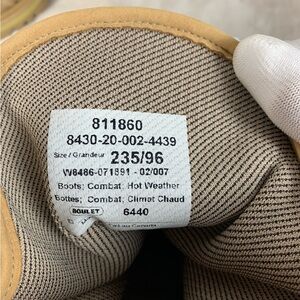 811860
8430-20-002-4439
Size / Grandeur 235/96
W8486-071891 - 02/007
Boots; Combat; Hot Weather
Bottes; Combat; Climat Chaud
BOULET 6440